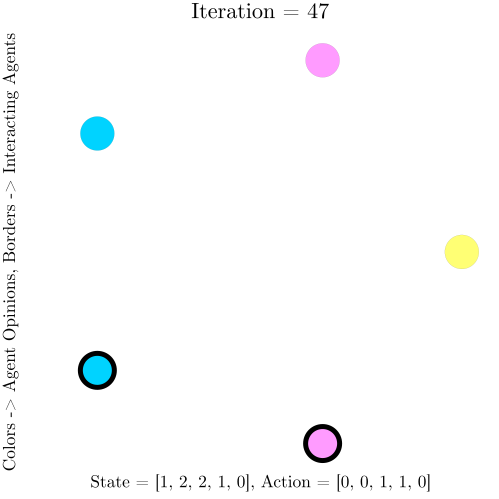 Iteration = 47
Colors -> Agent Opinions, Borders -> Interacting Agents
State = [1, 2, 2, 1, 0], Action = [0, 0, 1, 1, 0]